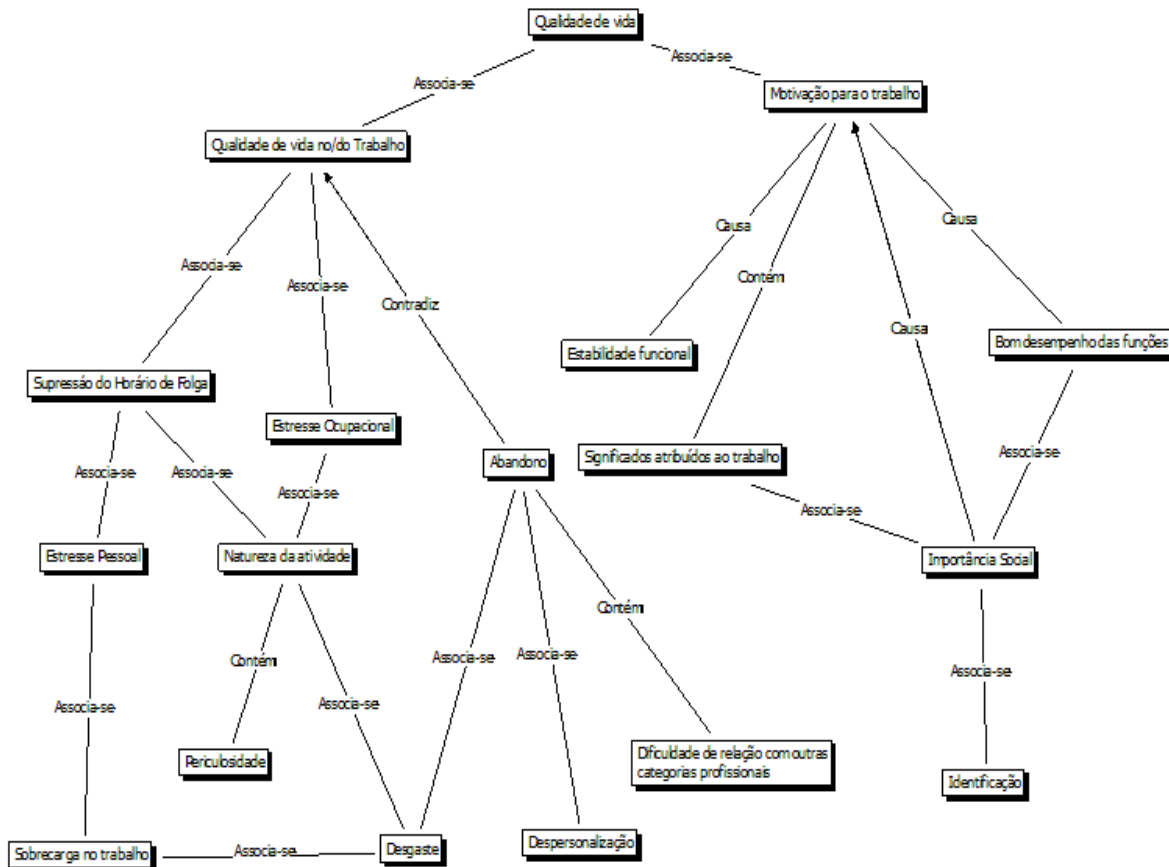 Qualidade de vida
Associa-se
Associa-se
Motivação para o trabalho
Qualidade de vida no/do Trabalho
Causa
Causa
Associa-se
Contém
Associa-se
Contradiz
Causa
Estabilidade funcional
Bom desempenho das funções
Supressão do Horário de Folga
Estresse Ocupacional
Abandono
Significados atribuídos ao trabalho
Associa-se
Associa-se
Associa-se
Associa-se
Associa-se
Estresse Pessoal
Natureza da atividade
Importância Social
Contém
Contém
Associa-se
Associa-se
Associa-se
Associa-se
Associa-se
Periculosidade
Dificuldade de relação com outras
categorias profissionais
Identificação
Sobrecarga no trabalho
Associa-se
Desgaste
Despersonalização